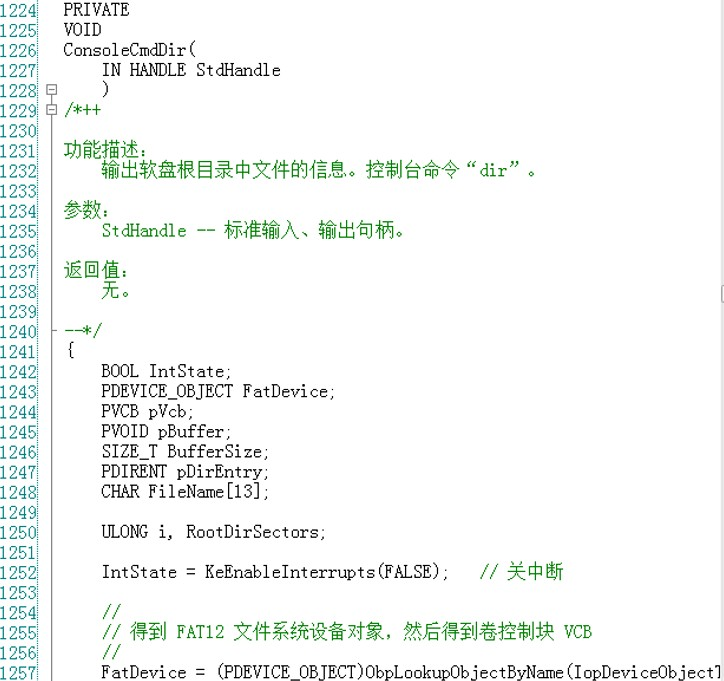 1224 PRIVATE
1225 VOID
1226 ConsoleCmdDir(
1227 IN HANDLE StdHandle
1228 )
1229 /*++
1230
1231 功能描述:
1232 输出软盘根目录中文件的信息。控制台命令“dir”。
1233
1234 参数:
1235 StdHandle -- 标准输入、输出句柄。
1236
1237 返回值:
1238 无。
1239
1240 --*/
1241 {
1242 BOOL IntState;
1243 PDEVICE_OBJECT FatDevice;
1244 PVCB pVcb;
1245 PVOID pBuffer;
1246 SIZE_T BufferSize;
1247 PDIRENT pDirEntry;
1248 CHAR FileName[13];
1249
1250 ULONG i, RootDirSectors;
1251
1252 IntState = KeEnableInterrupts(FALSE); // 关中断
1253
1254 //
1255 // 得到 FAT12 文件系统设备对象,然后得到卷控制块 VCB
1256 //
1257 FatDevice = (PDEVICE_OBJECT)ObpLookupObjectByName(IopDeviceObject